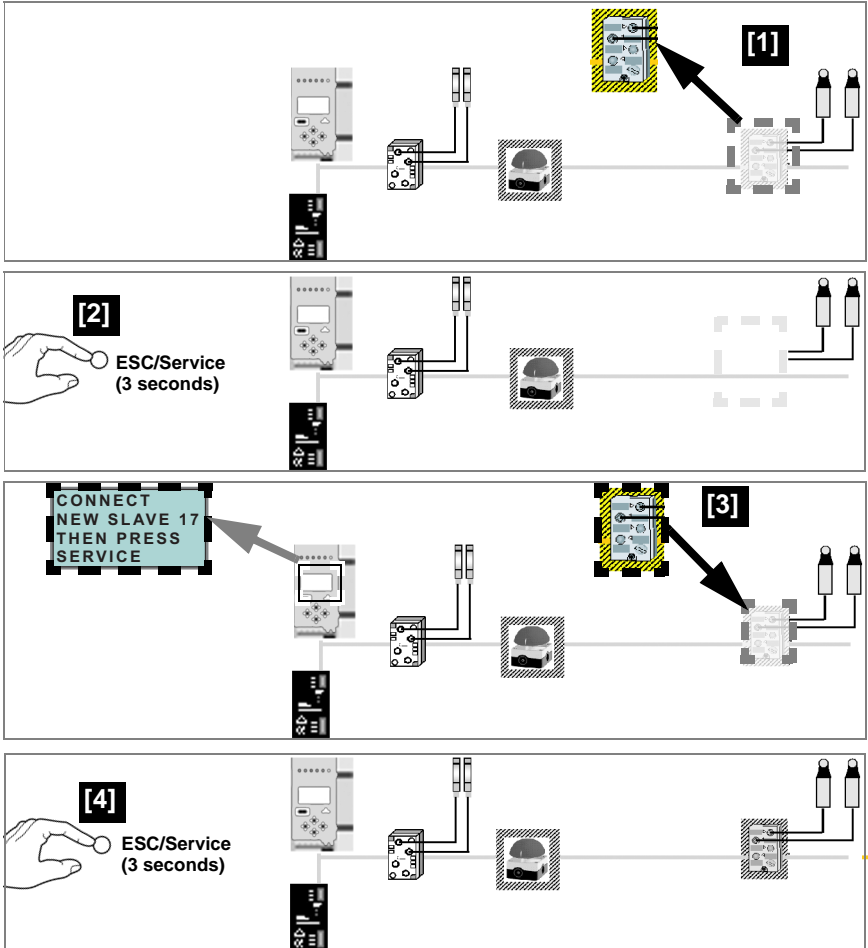 [1]
[2]
ESC/Service
(3 seconds)
CONNECT
NEW SLAVE 17
THEN PRESS
SERVICE
[3]
[4]
ESC/Service
(3 seconds)